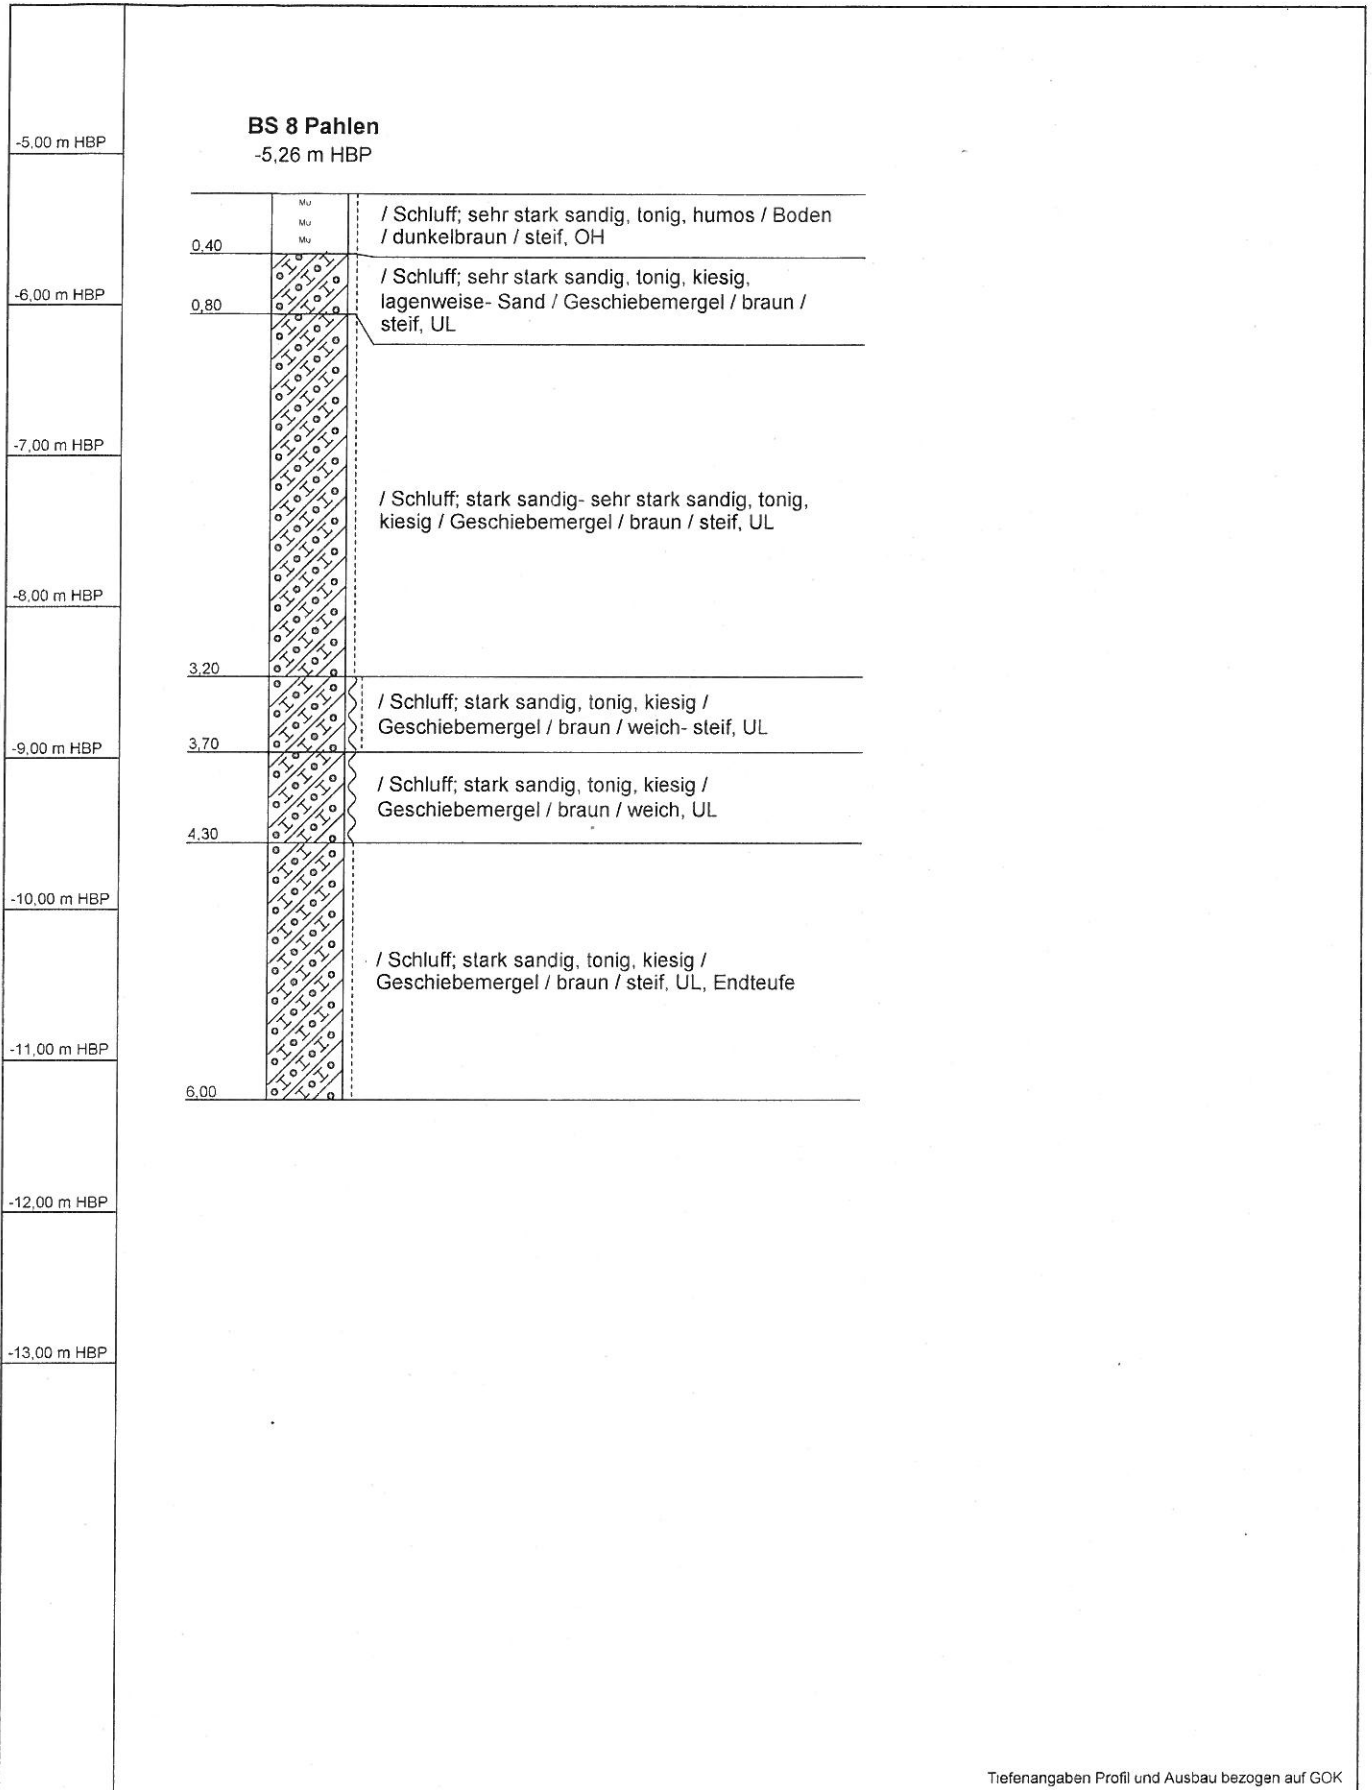 BS 8 Pahlen
-5,26 m HBP
-5,00 m HBP
-6,00 m HBP
-7,00 m HBP
-8,00 m HBP
-9,00 m HBP
-10,00 m HBP
-11,00 m HBP
-12,00 m HBP
-13,00 m HBP
Mu
Mu
Mu
/ Schluff; sehr stark sandig, tonig, humos / Boden
/ dunkelbraun / steif, OH
0,40
/ Schluff; sehr stark sandig, tonig, kiesig,
lagenweise- Sand / Geschiebemergel / braun /
steif, UL
0,80
/ Schluff; stark sandig- sehr stark sandig, tonig,
kiesig / Geschiebemergel / braun / steif, UL
3,20
/ Schluff; stark sandig, tonig, kiesig /
Geschiebemergel / braun / weich- steif, UL
3,70
/ Schluff; stark sandig, tonig, kiesig /
Geschiebemergel / braun / weich, UL
4,30
/ Schluff; stark sandig, tonig, kiesig /
Geschiebemergel / braun / steif, UL, Endteufe
6,00
Tiefenangaben Profil und Ausbau bezogen auf GOK